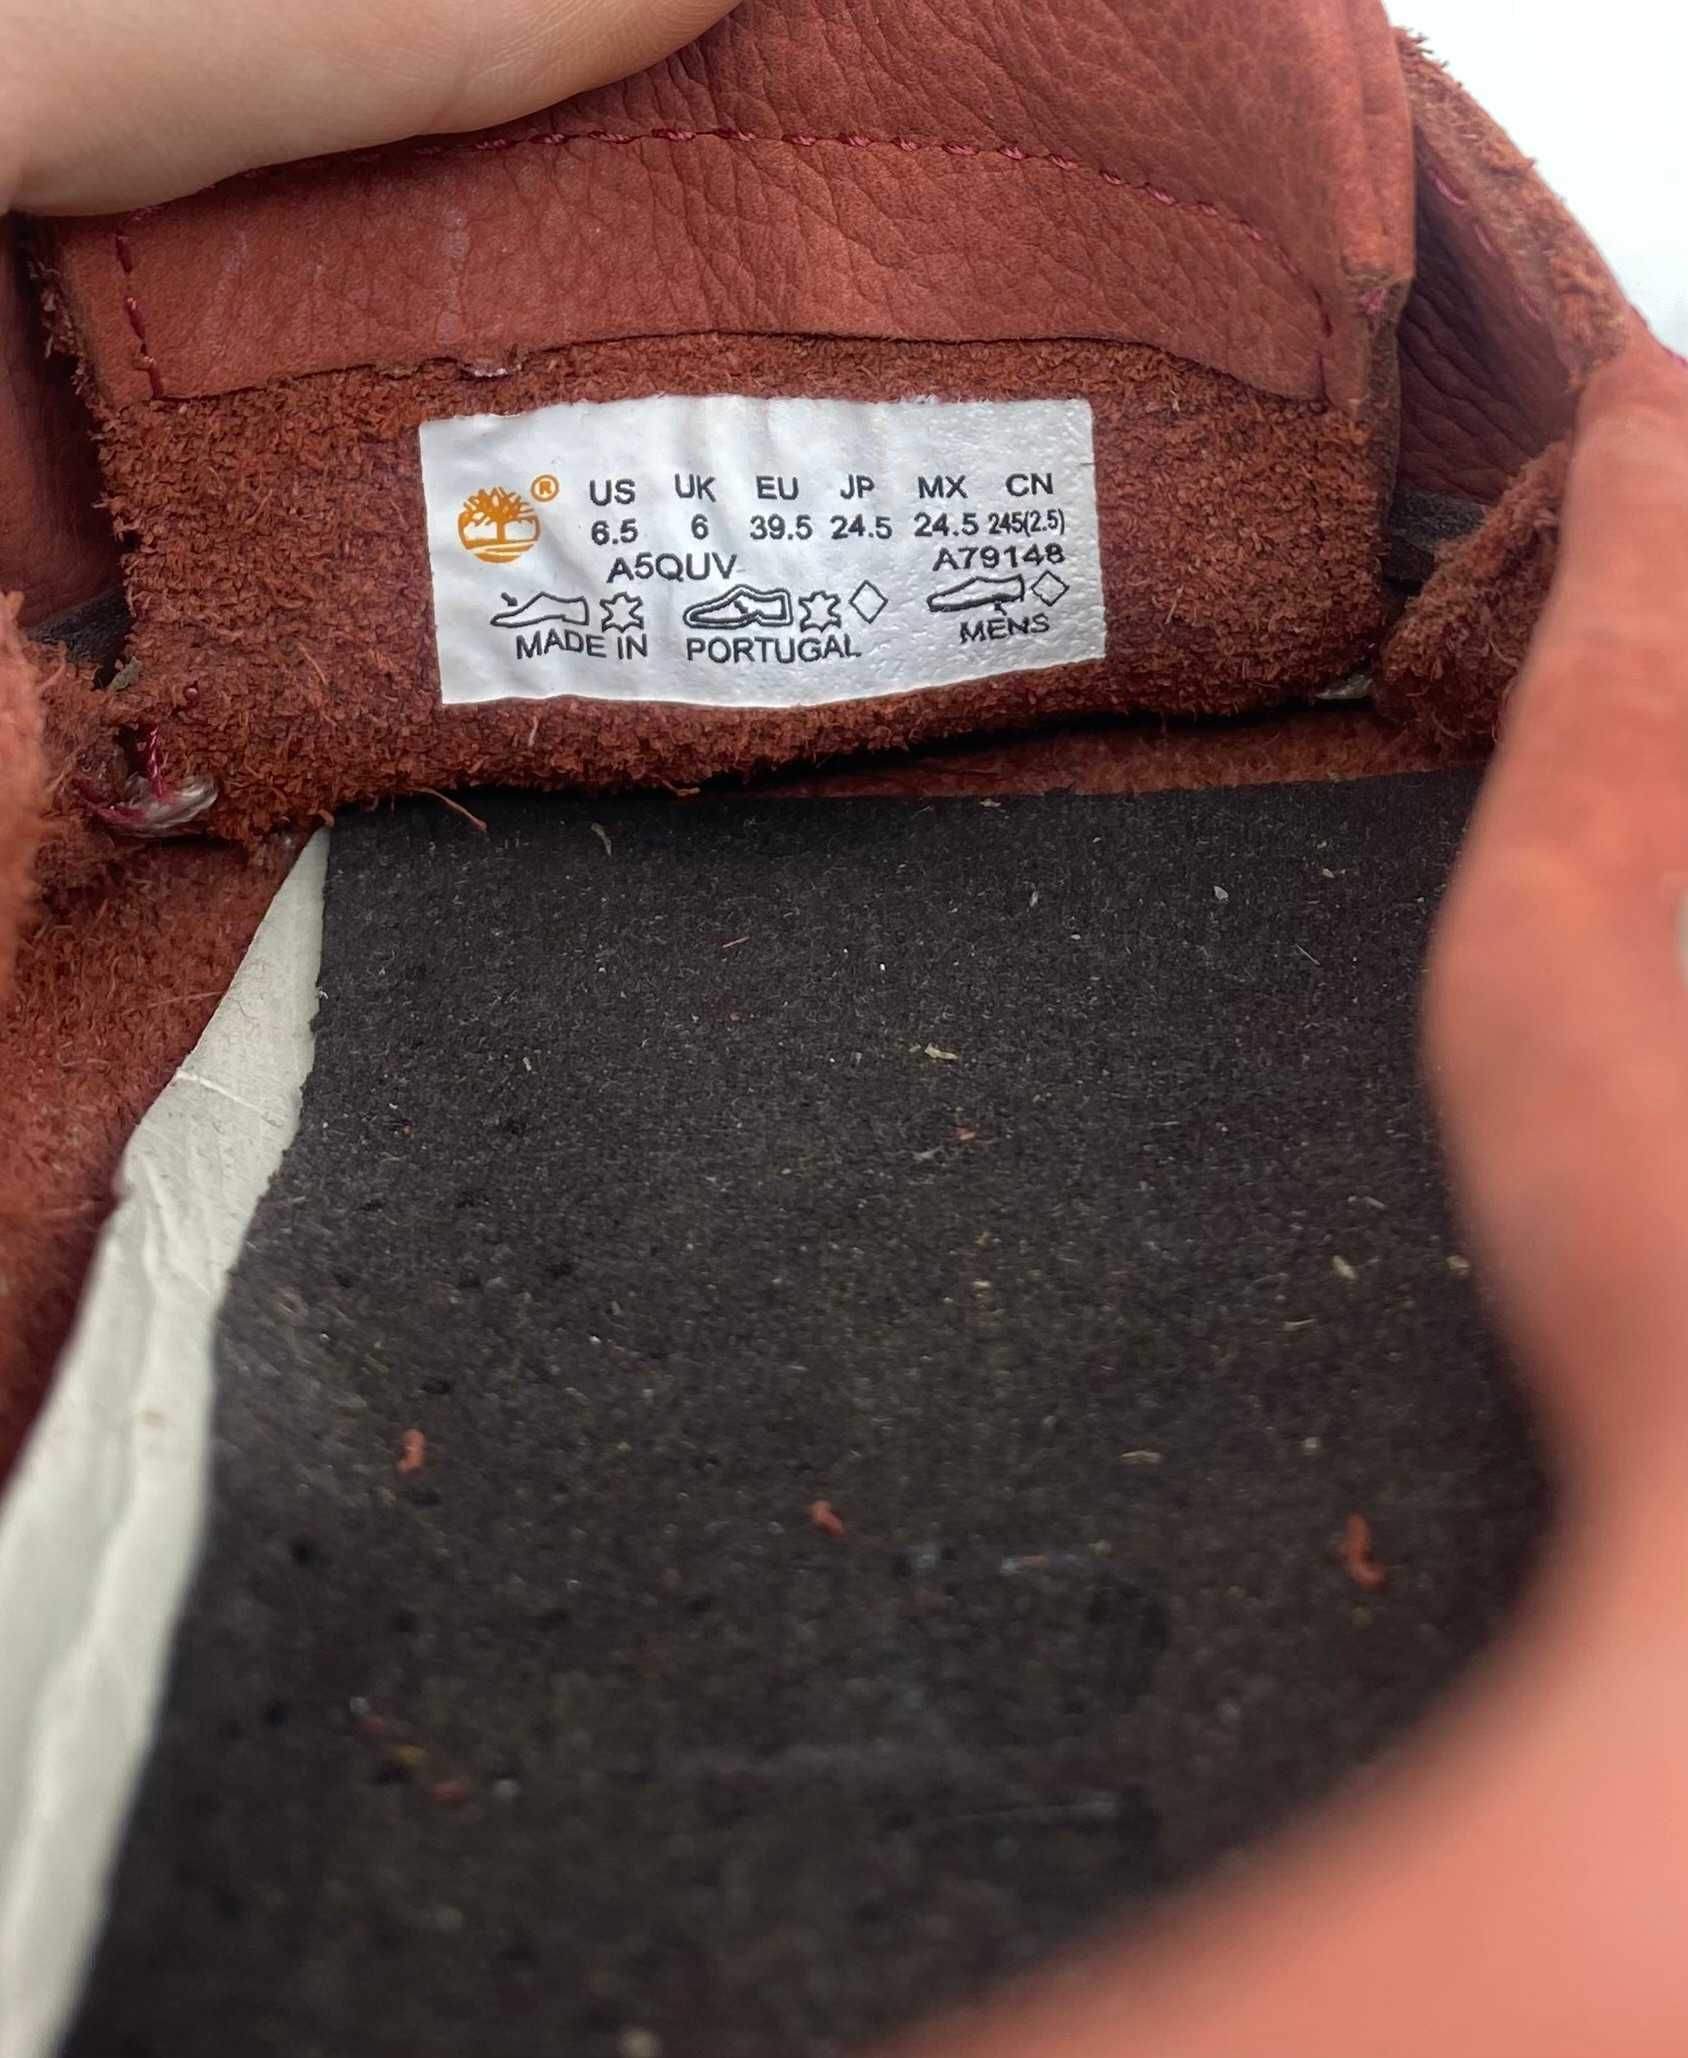 ® US UK EU JP MX CN
6.5 6 39.5 24.5 24.5 245(2.5)
A5QUV A79148
MADE IN PORTUGAL MENS